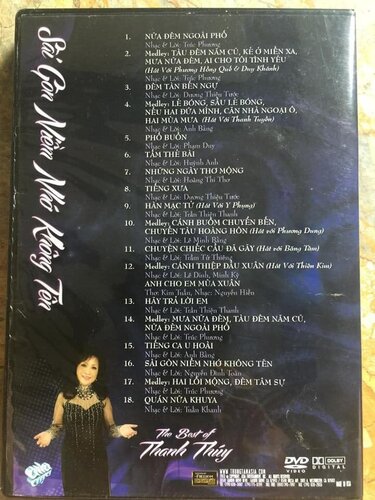 Sài Gòn Niềm Nhớ Không Tên
1. NỬA ĐÊM NGOÀI PHỐ
Nhạc & Lời: Trúc Phương
2. Medley: TÀU ĐÊM NĂM CŨ, KẺ Ở MIỀN XA,
MƯA NỬA ĐÊM, AI CHO TÔI TÌNH YÊU
(Hát Với Phương Hồng Quế & Duy Khánh)
Nhạc & Lời: Trúc Phương
3. ĐÊM TÀN BẾN NGỰ
Nhạc & Lời: Dương Thiệu Tước
4. Medley: LẺ BÓNG, SẦU LẺ BÓNG,
NẾU HAI ĐỨA MÌNH, CĂN NHÀ NGOẠI Ô,
HAI MÙA MƯA (Hát Với Thanh Tuyền)
Nhạc & Lời: Anh Bằng
5. PHỐ BUỒN
Nhạc & Lời: Phạm Duy
6. TẤM THẺ BÀI
Nhạc & Lời: Huỳnh Anh
7. NHỮNG NGÀY THƠ MỘNG
Nhạc & Lời: Hoàng Thi Thơ
8. TIẾNG XƯA
Nhạc & Lời: Dương Thiệu Tước
9. HÀN MẶC TỬ (Hát Với Y Phụng)
Nhạc & Lời: Trần Thiện Thanh
10. Medley: CÁNH BUỒM CHUYỂN BẾN,
CHUYẾN TÀU HOÀNG HÔN (Hát với Phương Dung)
Nhạc & Lời: Lê Minh Bằng
11. CHUYỆN CHIẾC CẦU ĐÃ GÃY (Hát với Băng Tâm)
Nhạc & Lời: Trầm Tử Thiêng
12. Medley: CÁNH THIỆP ĐẦU XUÂN (Hát Với Thiên Kim)
Nhạc & Lời: Lê Dinh, Minh Kỳ
ANH CHO EM MÙA XUÂN
Thơ: Kim Tuấn, Nhạc: Nguyễn Hiền
13. HÃY TRẢ LỜI EM
Nhạc & Lời: Trần Thiện Thanh
14. Medley: MƯA NỬA ĐÊM, TÀU ĐÊM NĂM CŨ,
NỬA ĐÊM NGOÀI PHỐ
Nhạc & Lời: Trúc Phương
15. TIẾNG CA U HOÀI
Nhạc & Lời: Anh Bằng
16. SÀI GÒN NIỀM NHỚ KHÔNG TÊN
Nhạc & Lời: Nguyễn Đình Toàn
17. Medley: HAI LỐI MỘNG, ĐÊM TÂM SỰ
Nhạc & Lời: Trúc Phương
18. QUÁN NỬA KHUYA
Nhạc & Lời: Tuấn Khanh
The Best of
Thanh Thúy
WWW.TRUNGTAMASIA.COM
DVD
VIDEO
DOLBY
DIGITAL